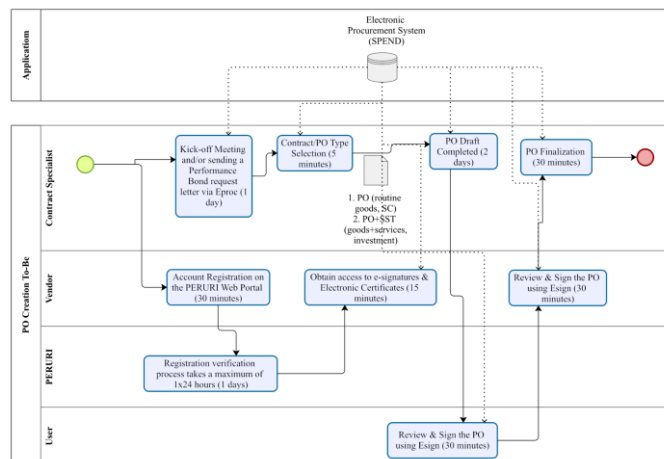 Application
Electronic
Procurement System
(SPEND)
PO Creation To-Be
Contract Specialist
Kick-off Meeting
and/or sending a
Performance
Bond request
letter via Eproc (1
day)
Contract/PO Type
Selection (5
minutes)
1. PO (routine
goods, SC)
2. PO+SST
(goods+services,
investment)
PO Draft
Completed (2
days)
PO Finalization
(30 minutes)
Vendor
Account Registration on
the PERURI Web Portal
(30 minutes)
Obtain access to e-signatures &
Electronic Certificates (15
minutes)
Review & Sign the PO
using Esign (30
minutes)
PERURI
Registration verification
process takes a maximum of
1x24 hours (1 days)
User
Review & Sign the PO
using Esign (30 minutes)